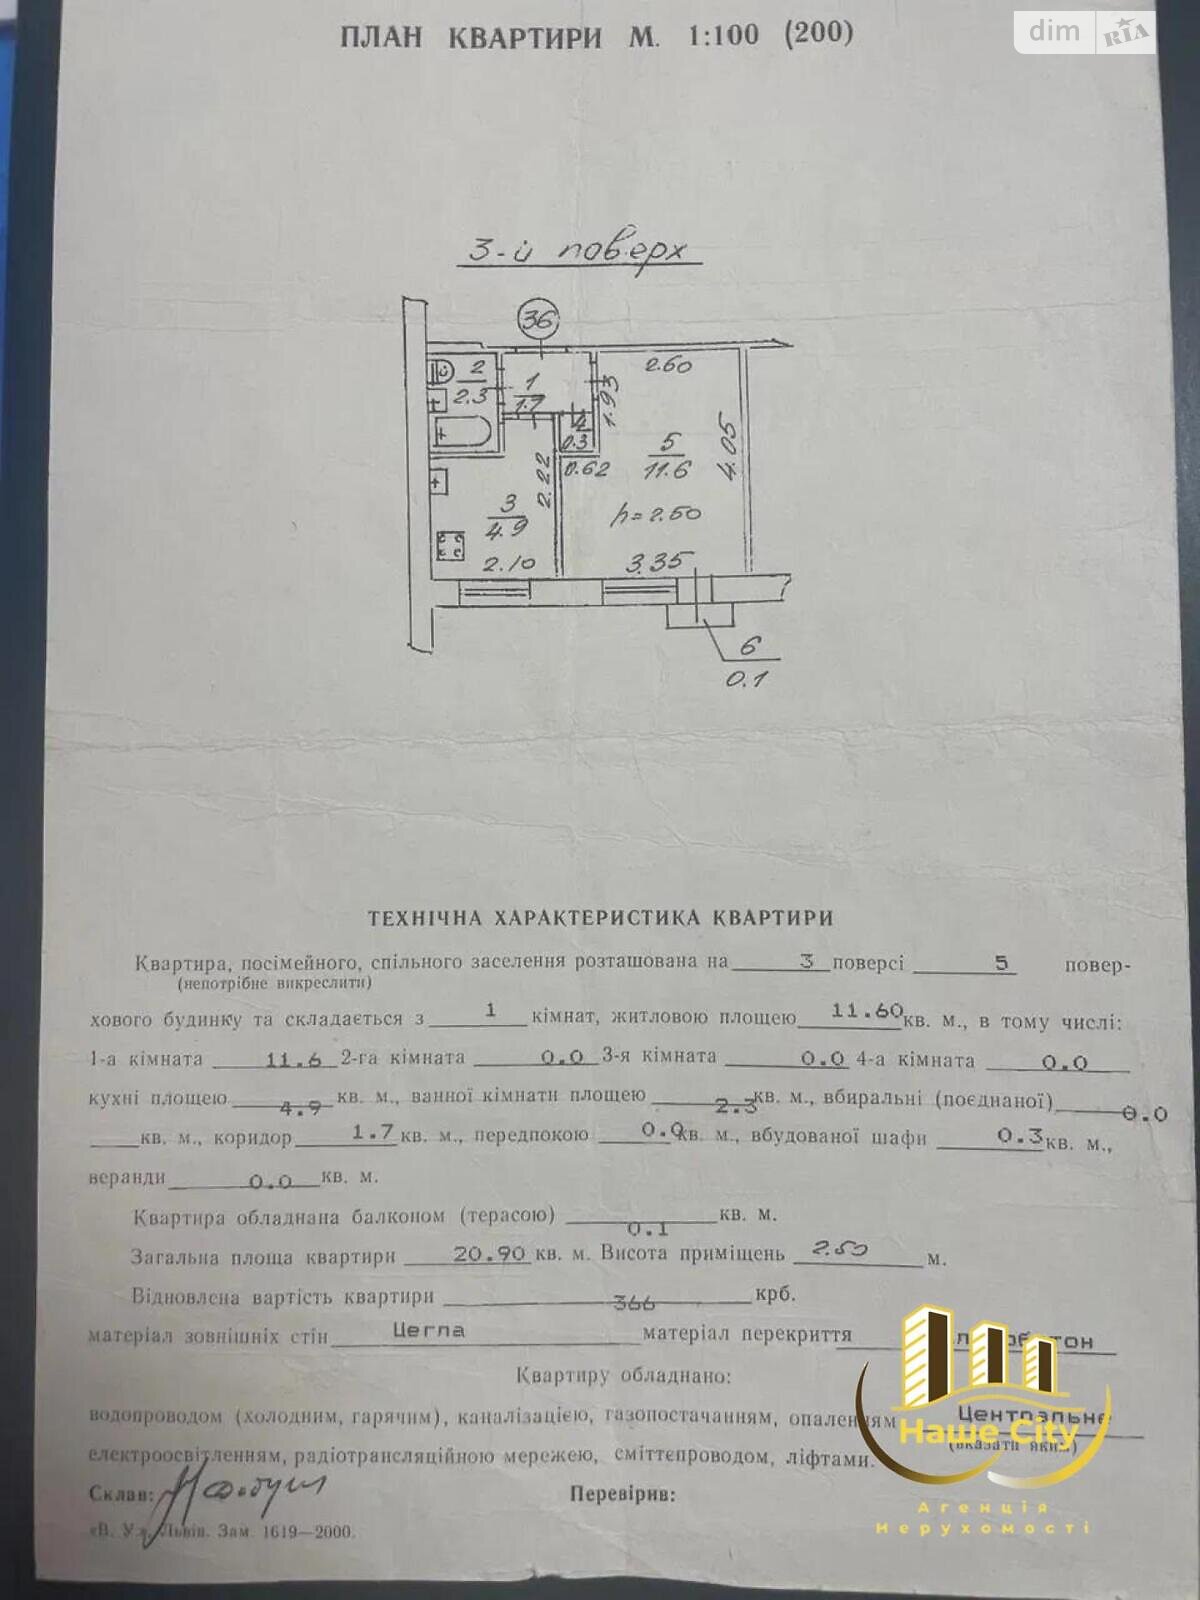 dim RIA
ПЛАН КВАРТИРИ М. 1:100 (200)
3-й поверх
36
2
2.3
1
1.7
2.60
1.93
4
0.3
0.62
5
11.6
4.05
2.22
3
4.9
h=2.50
2.10
3.35
6
0.1
ТЕХНІЧНА ХАРАКТЕРИСТИКА КВАРТИРИ
Квартира, посімейного, спільного заселення розташована на 3 поверсі 5 повер-
(непотрібне викреслити)
хового будинку та складається з 1 кімнат, житловою площею 11.60 кв. м., в тому числі:
1-а кімната 11.6 2-га кімната 0.0 3-я кімната 0.0 4-а кімната 0.0
кухні площею 4.9 кв. м., ванної кімнати площею 2.3 кв. м., вбиральні (поєднаної) 0.0
кв. м., коридор 1.7 кв. м., передпокою 0.0 кв. м., вбудованої шафи 0.3 кв. м.,
веранди 0.0 кв. м.
Квартира обладнана балконом (терасою) 0.1 кв. м.
Загальна площа квартири 20.90 кв. м. Висота приміщень 2.50 м.
Відновлена вартість квартири 366 крб.
матеріал зовнішніх стін Цегла матеріал перекриття
Квартиру обладнано:
водопроводом (холодним, гарячим), каналізацією, газопостачанням, опаленням Центральне
(вказати яким)
електроосвітленням, радіотрансляційною мережею, сміттєпроводом, ліфтами.
Склав: Перевірив:
«В. У», Львів. Зам. 1619—2000.
Наше City
Агенція
нерухомості